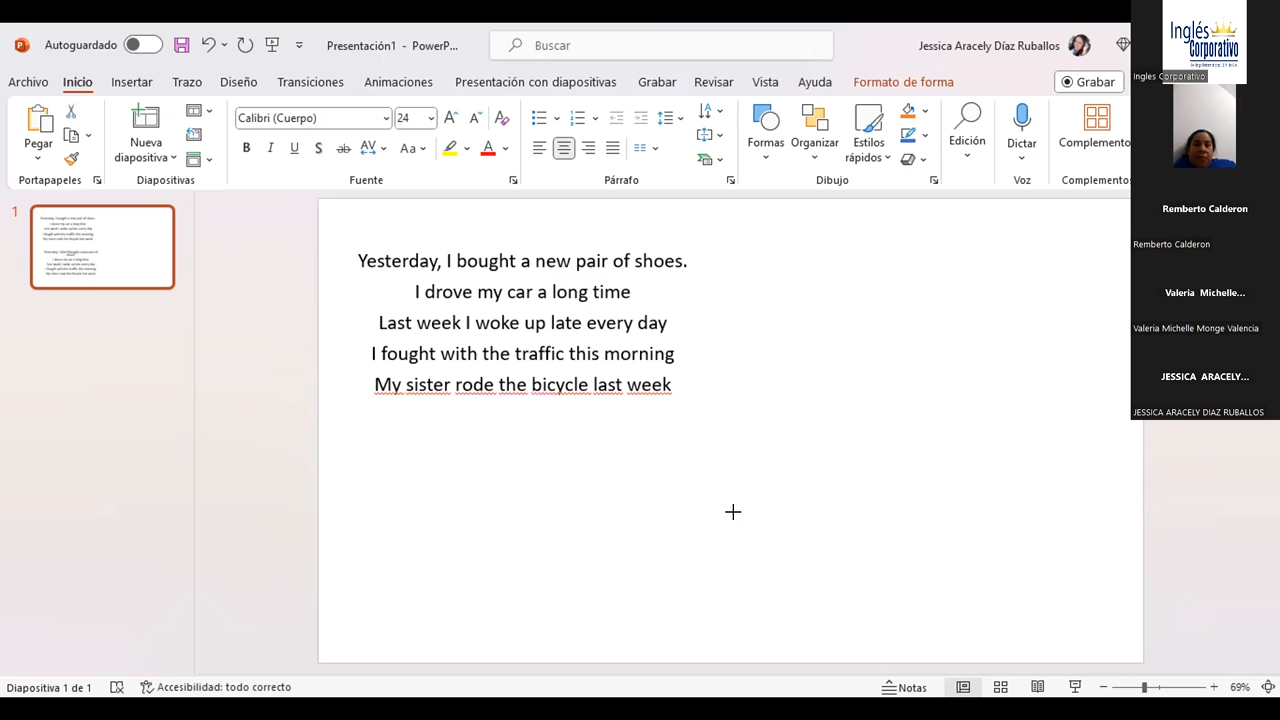 Autoguardado
Presentación1 - PowerP...
Buscar
Jessica Aracely Díaz Ruballos
Archivo Inicio Insertar Trazo Diseño Transiciones Animaciones Presentación con diapositivas Grabar Revisar Vista Ayuda Formato de forma
Grabar
Calibri (Cuerpo) 24
Pegar
Nueva diapositiva
Formas Organizar Estilos rápidos Edición Dictar Complementos
Portapapeles Diapositivas Fuente Párrafo Dibujo Voz Complementos
1
Yesterday, I bought a new pair of shoes.
I drove my car a long time
Last week I woke up late every day
I fought with the traffic this morning
My sister rode the bicycle last week
Inglés
Corporativo
Ingles Corporativo
Remberto Calderon
Remberto Calderon
Valeria Michelle...
Valeria Michelle Monge Valencia
JESSICA ARACELY...
JESSICA ARACELY DIAZ RUBALLOS
Diapositiva 1 de 1
Accesibilidad: todo correcto
Notas
69%